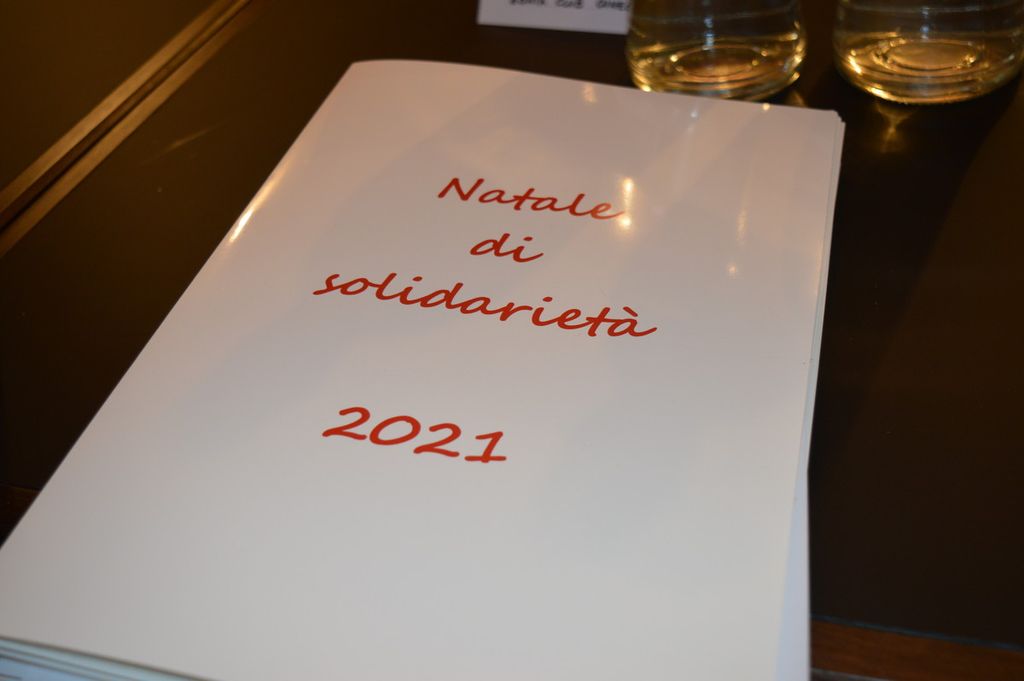 Natale
di
solidarietà
2021